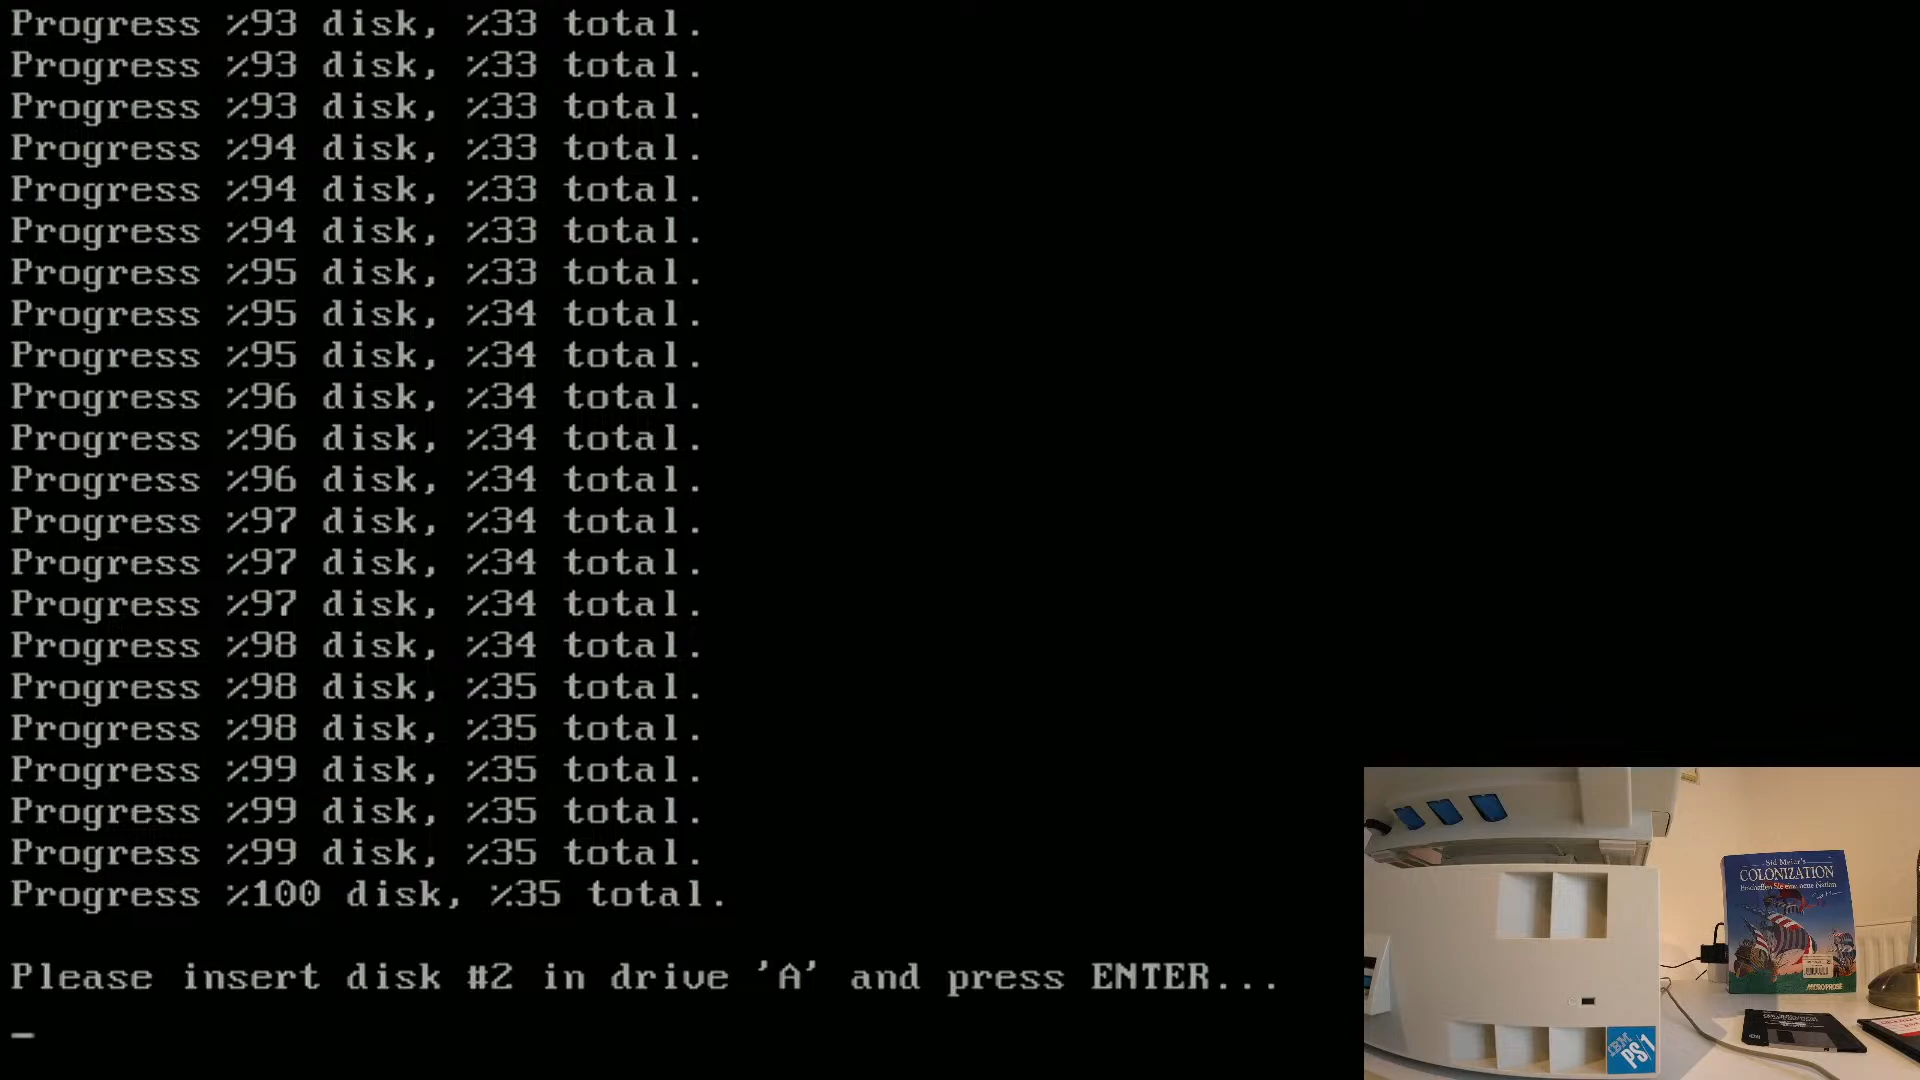 Progress %93 disk, %33 total.
Progress %93 disk, %33 total.
Progress %93 disk, %33 total.
Progress %94 disk, %33 total.
Progress %94 disk, %33 total.
Progress %94 disk, %33 total.
Progress %95 disk, %33 total.
Progress %95 disk, %34 total.
Progress %95 disk, %34 total.
Progress %96 disk, %34 total.
Progress %96 disk, %34 total.
Progress %96 disk, %34 total.
Progress %97 disk, %34 total.
Progress %97 disk, %34 total.
Progress %97 disk, %34 total.
Progress %98 disk, %34 total.
Progress %98 disk, %35 total.
Progress %98 disk, %35 total.
Progress %99 disk, %35 total.
Progress %99 disk, %35 total.
Progress %99 disk, %35 total.
Progress %100 disk, %35 total.
Please insert disk #2 in drive 'A' and press ENTER...
_
Sid Meier's
COLONIZATION
Erschaffen Sie eine neue Nation
MICROPROSE
IBM
PS/1